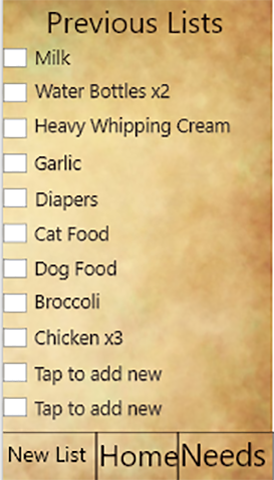 Previous Lists
Milk
Water Bottles x2
Heavy Whipping Cream
Garlic
Diapers
Cat Food
Dog Food
Broccoli
Chicken x3
Tap to add new
Tap to add new
New List Home Needs